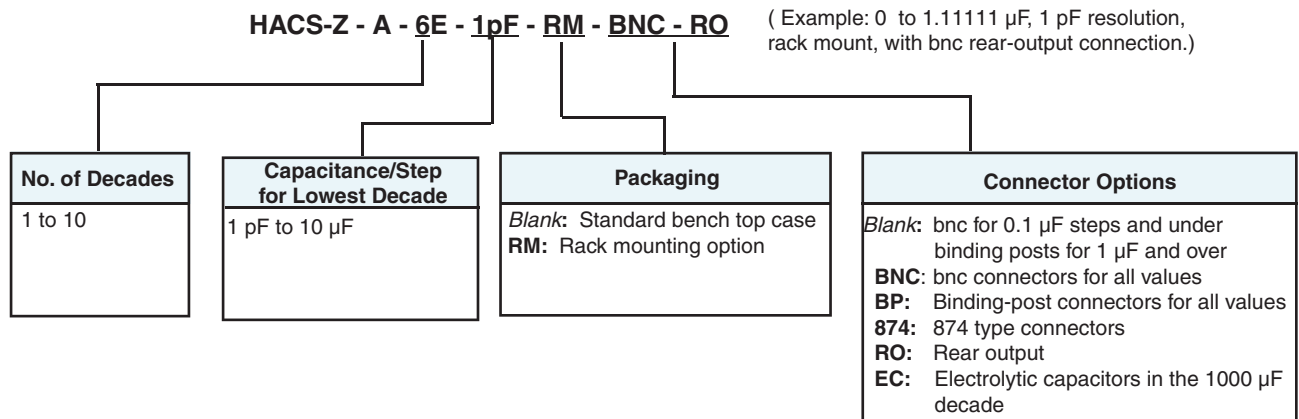 HACS-Z - A - 6E - 1pF - RM - BNC - RO
( Example: 0 to 1.11111 µF, 1 pF resolution,
rack mount, with bnc rear-output connection.)
No. of Decades
1 to 10
Capacitance/Step
for Lowest Decade
1 pF to 10 µF
Packaging
Blank: Standard bench top case
RM: Rack mounting option
Connector Options
Blank: bnc for 0.1 µF steps and under
binding posts for 1 µF and over
BNC: bnc connectors for all values
BP: Binding-post connectors for all values
874: 874 type connectors
RO: Rear output
EC: Electrolytic capacitors in the 1000 µF
decade